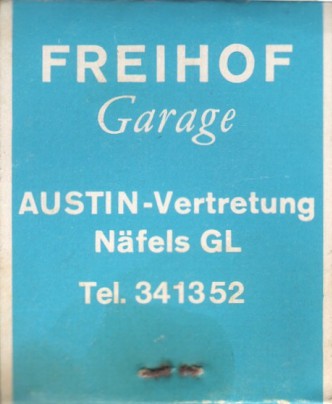 FREIHOF
Garage
AUSTIN-Vertretung
Näfels GL
Tel. 341352